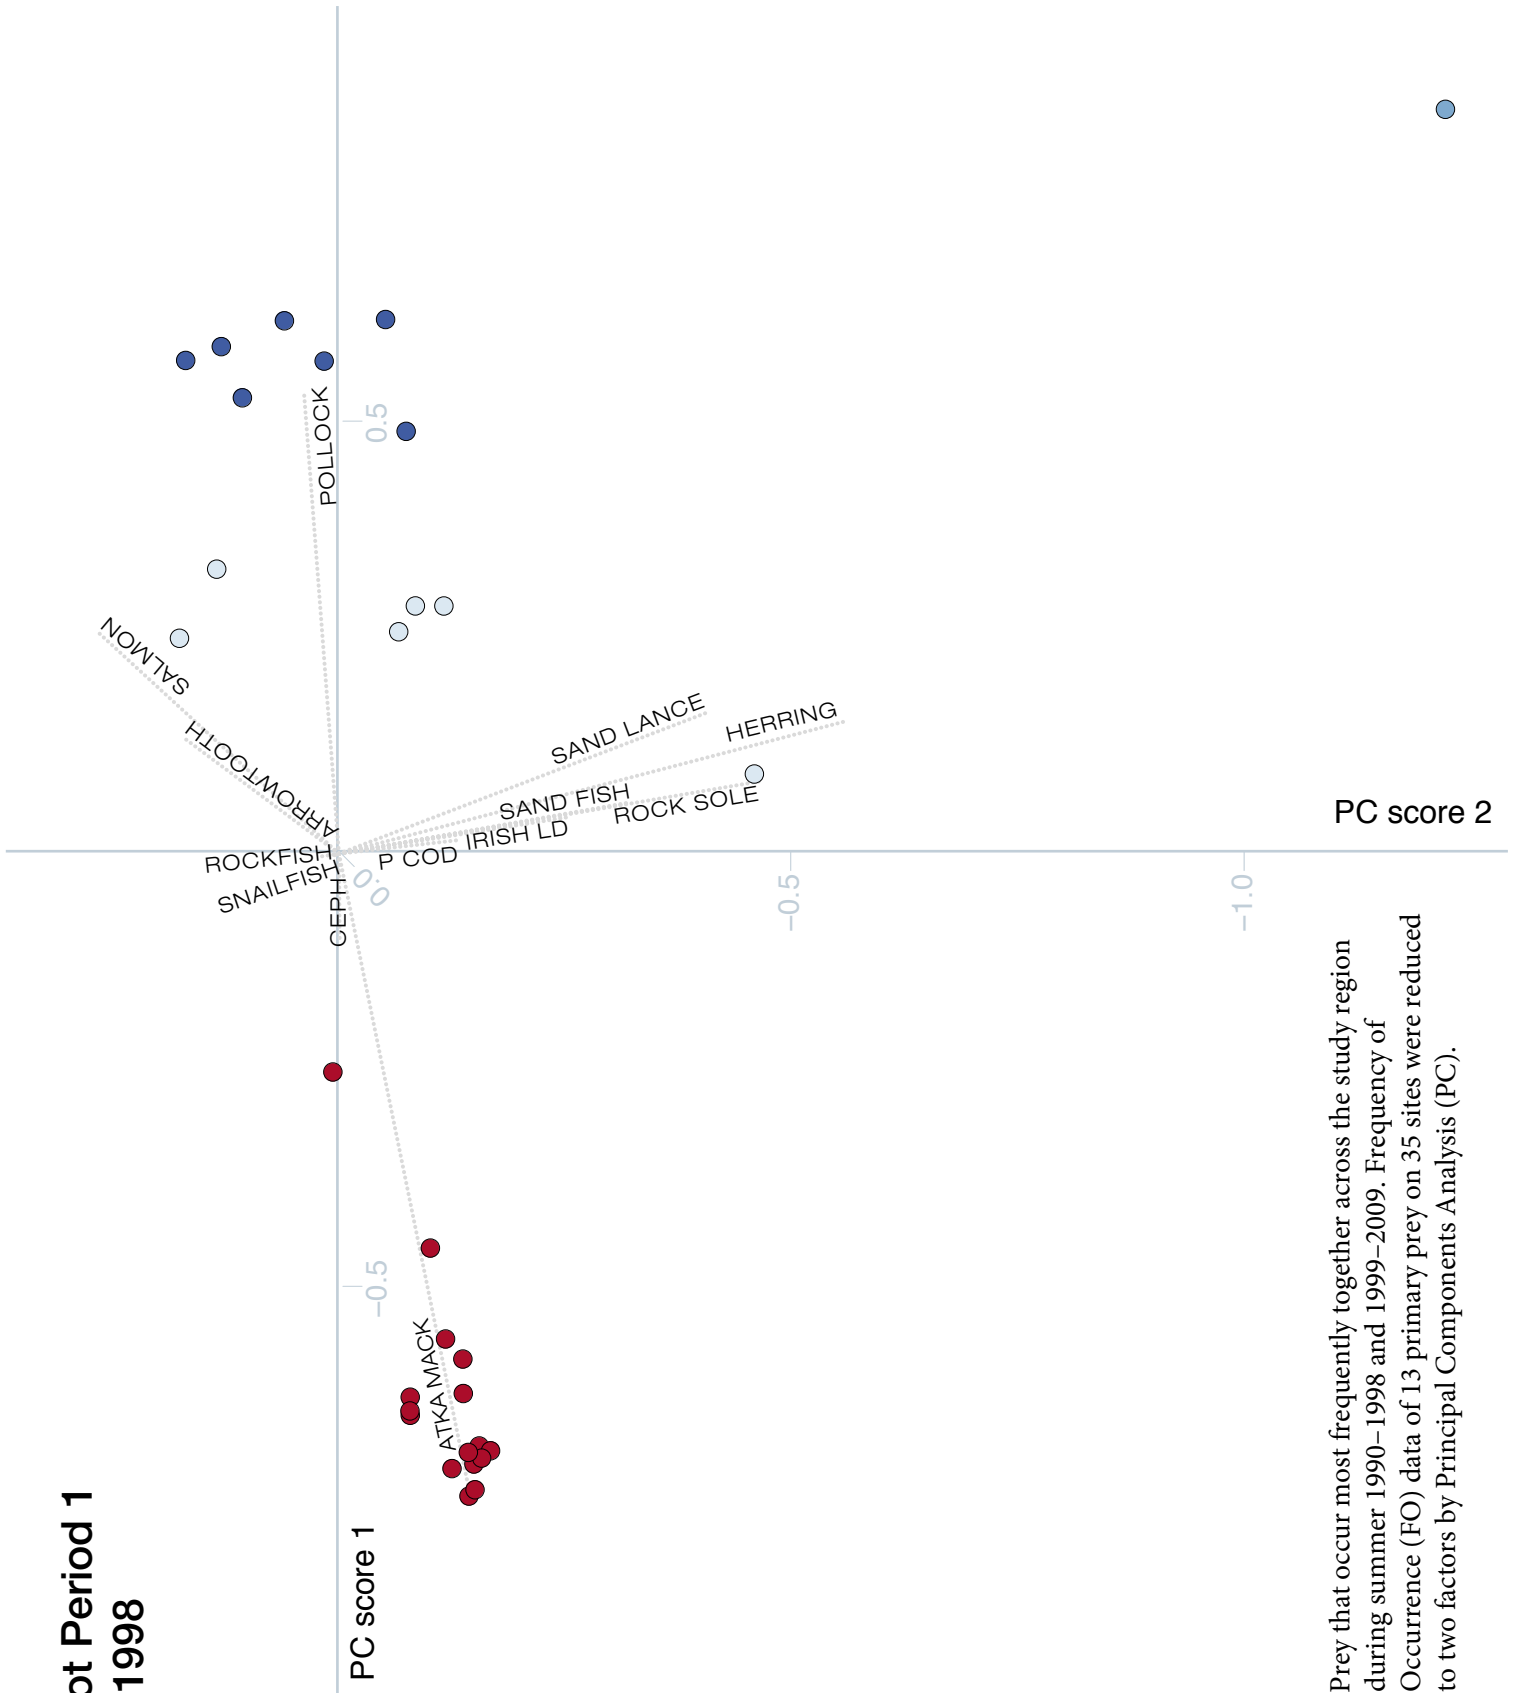 Period 1
1998
PC score 1
PC score 2
0.5
0.0
−0.5
−0.5
−1.0
POLLOCK
SALMON
ARROWTOOTH
ROCKFISH
SNAILFISH
CEPH
P COD
IRISH LD
SAND FISH
ROCK SOLE
SAND LANCE
HERRING
ATKA MACK
Prey that occur most frequently together across the study region
during summer 1990–1998 and 1999–2009. Frequency of
Occurrence (FO) data of 13 primary prey on 35 sites were reduced
to two factors by Principal Components Analysis (PC).